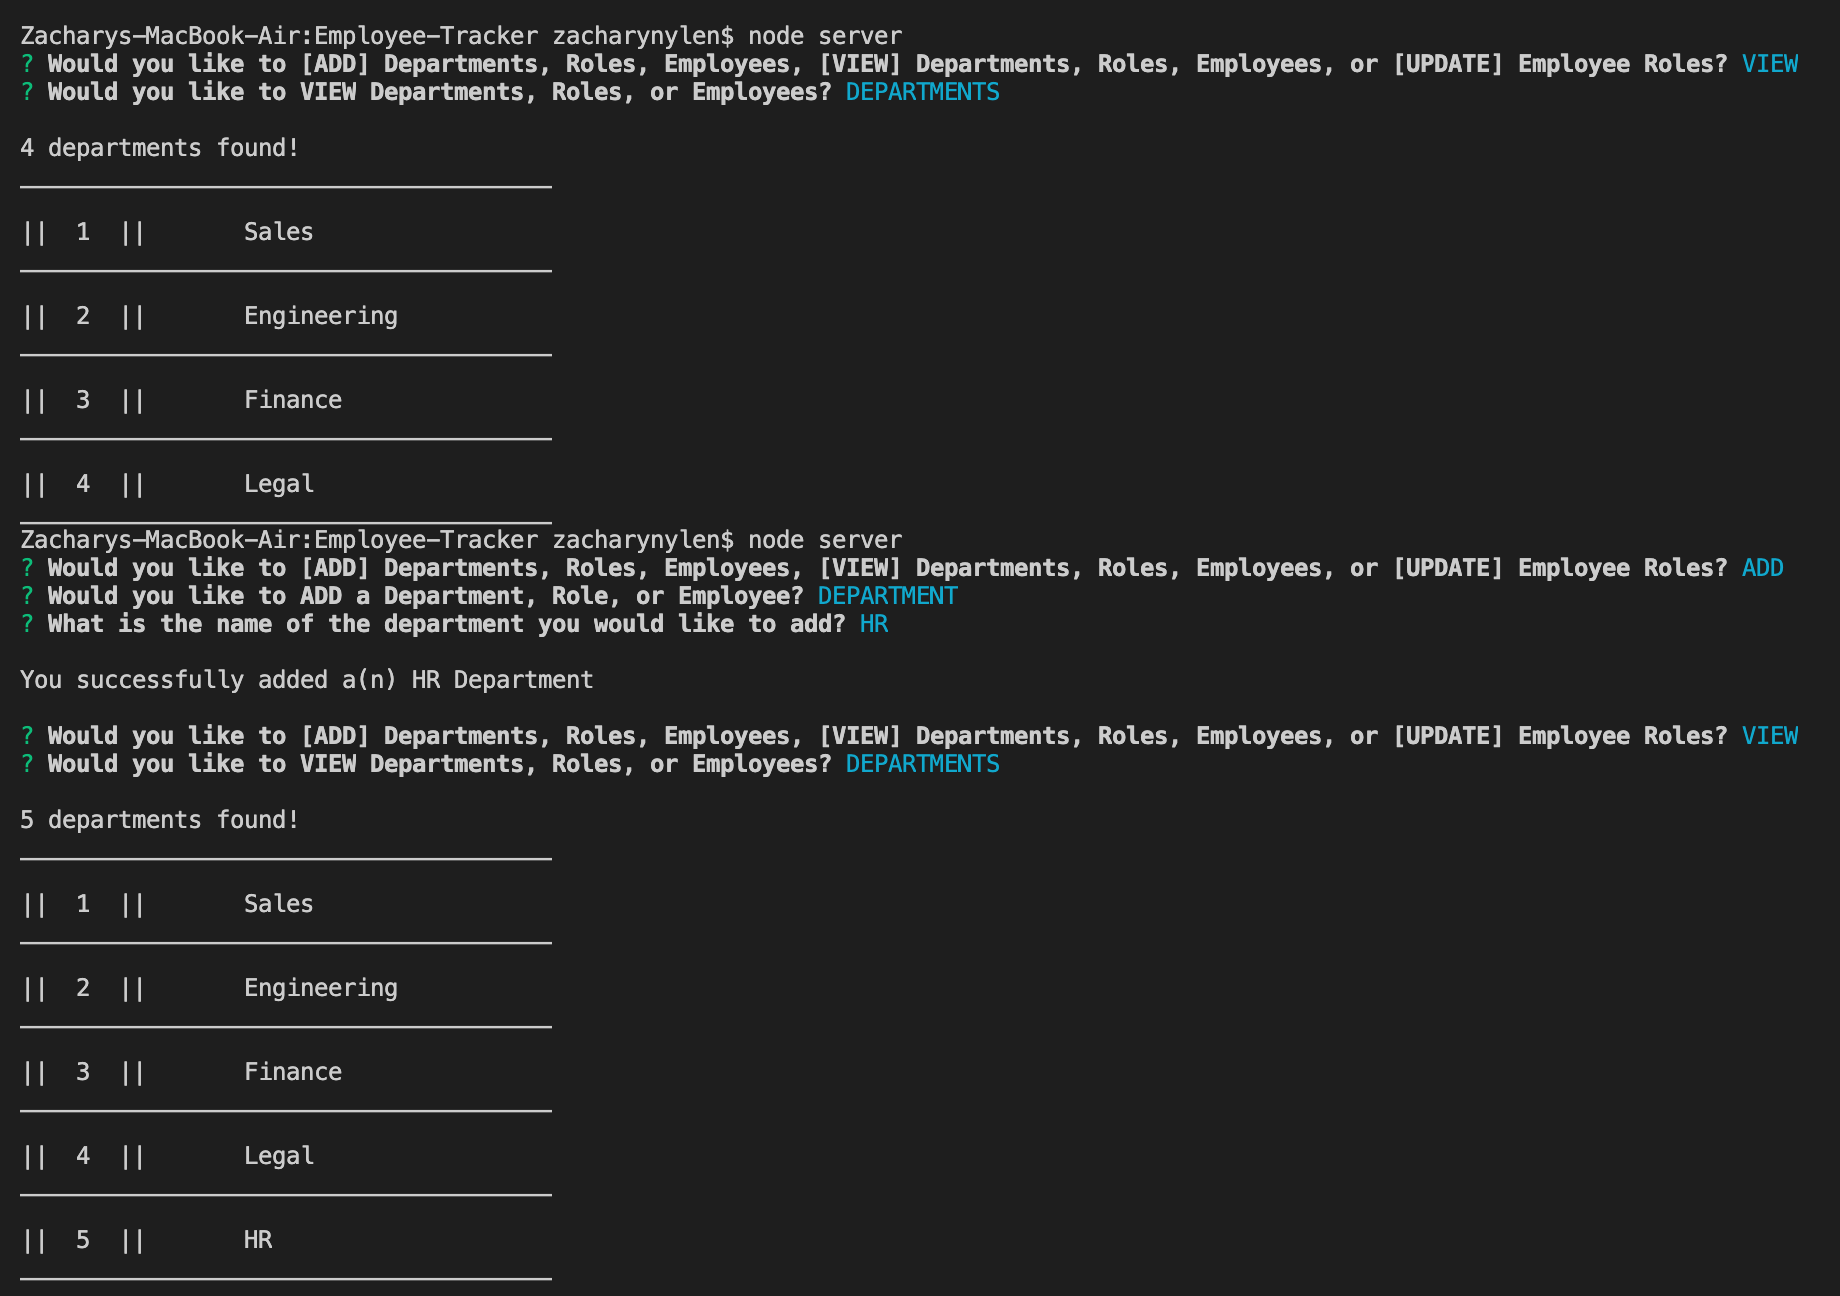 Zacharys-MacBook-Air:Employee-Tracker zacharynylen$ node server
? Would you like to [ADD] Departments, Roles, Employees, [VIEW] Departments, Roles, Employees, or [UPDATE] Employee Roles? VIEW
? Would you like to VIEW Departments, Roles, or Employees? DEPARTMENTS
4 departments found!
|| 1 || Sales
|| 2 || Engineering
|| 3 || Finance
|| 4 || Legal
Zacharys-MacBook-Air:Employee-Tracker zacharynylen$ node server
? Would you like to [ADD] Departments, Roles, Employees, [VIEW] Departments, Roles, Employees, or [UPDATE] Employee Roles? ADD
? Would you like to ADD a Department, Role, or Employee? DEPARTMENT
? What is the name of the department you would like to add? HR
You successfully added a(n) HR Department
? Would you like to [ADD] Departments, Roles, Employees, [VIEW] Departments, Roles, Employees, or [UPDATE] Employee Roles? VIEW
? Would you like to VIEW Departments, Roles, or Employees? DEPARTMENTS
5 departments found!
|| 1 || Sales
|| 2 || Engineering
|| 3 || Finance
|| 4 || Legal
|| 5 || HR